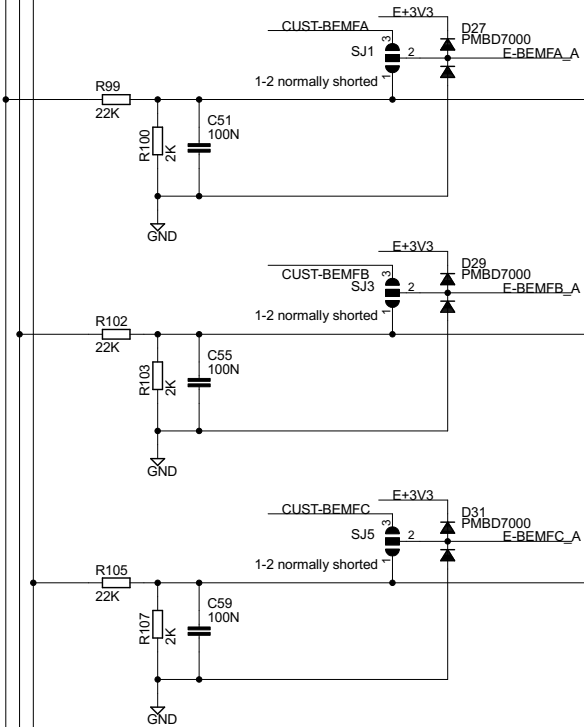 E+3V3
CUST-BEMFA
D27
PMBD7000
3
SJ1
2
E-BEMFA_A
1
1-2 normally shorted
R99
22K
R100
2K
C51
100N
GND
E+3V3
CUST-BEMFB
D29
PMBD7000
3
SJ3
2
E-BEMFB_A
1
1-2 normally shorted
R102
22K
R103
2K
C55
100N
GND
E+3V3
CUST-BEMFC
D31
PMBD7000
3
SJ5
2
E-BEMFC_A
1
1-2 normally shorted
R105
22K
R107
2K
C59
100N
GND